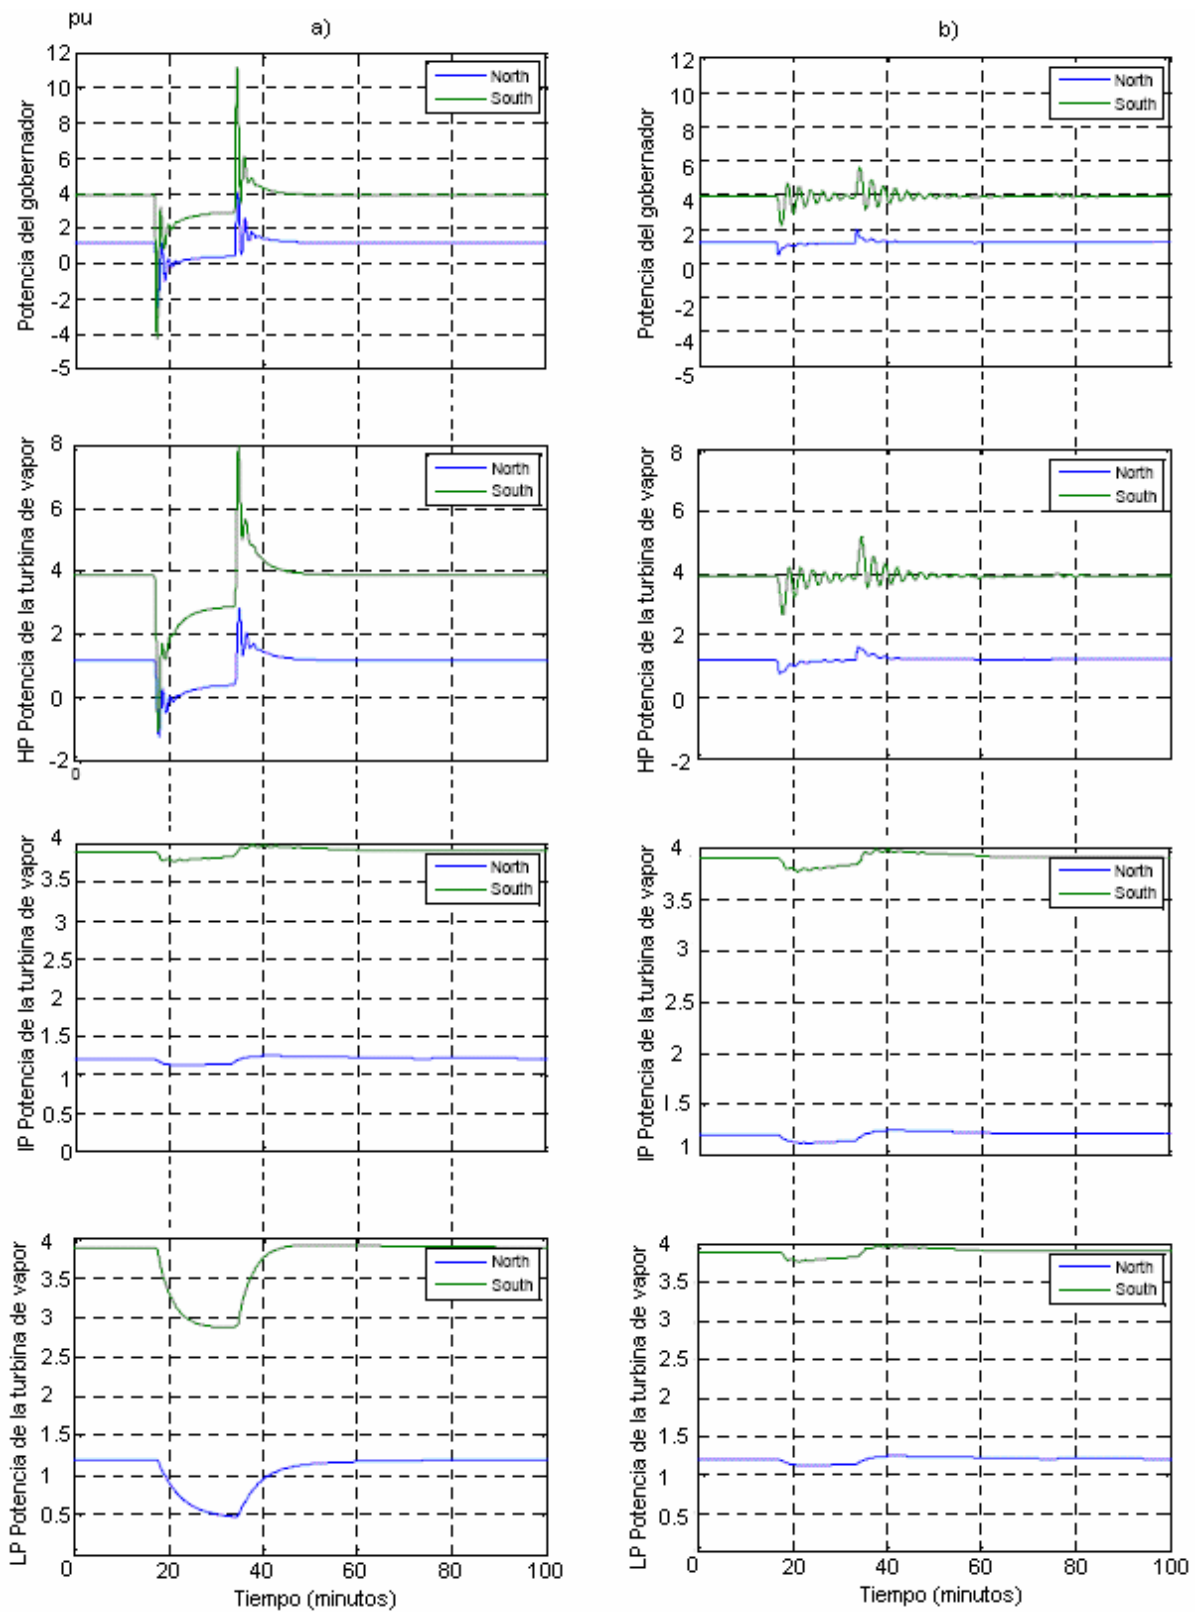 pu
a)
12
10
8
6
4
2
0
-2
-4
-5
Potencia del gobernador
North
South
b)
12
10
8
6
4
2
0
-2
-4
-5
Potencia del gobernador
North
South
8
6
4
2
0
-2
0
HP Potencia de la turbina de vapor
North
South
8
6
4
2
0
-2
HP Potencia de la turbina de vapor
North
South
4
3.5
3
2.5
2
1.5
1
0.5
0
IP Potencia de la turbina de vapor
North
South
4
3.5
3
2.5
2
1.5
1
IP Potencia de la turbina de vapor
North
South
4
3.5
3
2.5
2
1.5
1
0.5
LP Potencia de la turbina de vapor
North
South
0 20 40 60 80 100
Tiempo (minutos)
4
3.5
3
2.5
2
1.5
1
0.5
LP Potencia de la turbina de vapor
North
South
0 20 40 60 80 100
Tiempo (minutos)